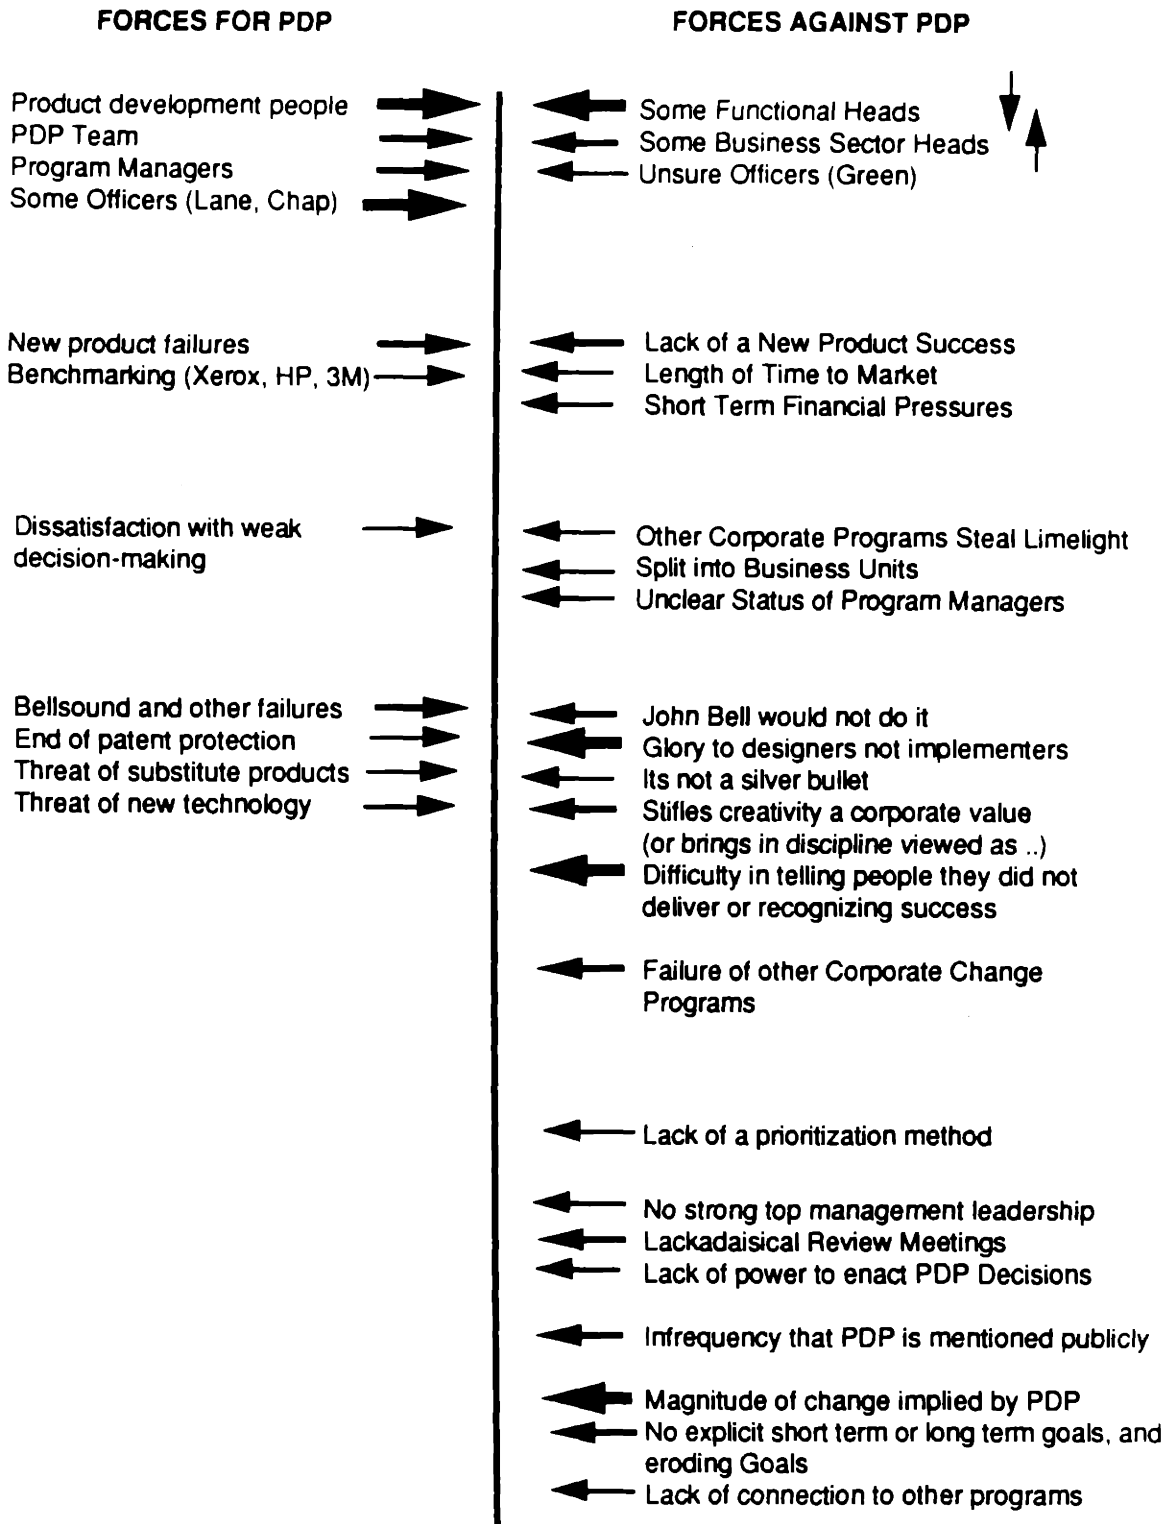 FORCES FOR PDP
FORCES AGAINST PDP
Product development people
PDP Team
Program Managers
Some Officers (Lane, Chap)
Some Functional Heads
Some Business Sector Heads
Unsure Officers (Green)
New product failures
Benchmarking (Xerox, HP, 3M)
Lack of a New Product Success
Length of Time to Market
Short Term Financial Pressures
Dissatisfaction with weak
decision-making
Other Corporate Programs Steal Limelight
Split into Business Units
Unclear Status of Program Managers
Bellsound and other failures
End of patent protection
Threat of substitute products
Threat of new technology
John Bell would not do it
Glory to designers not implementers
Its not a silver bullet
Stifles creativity a corporate value
(or brings in discipline viewed as ..)
Difficulty in telling people they did not
deliver or recognizing success
Failure of other Corporate Change
Programs
Lack of a prioritization method
No strong top management leadership
Lackadaisical Review Meetings
Lack of power to enact PDP Decisions
Infrequency that PDP is mentioned publicly
Magnitude of change implied by PDP
No explicit short term or long term goals, and
eroding Goals
Lack of connection to other programs